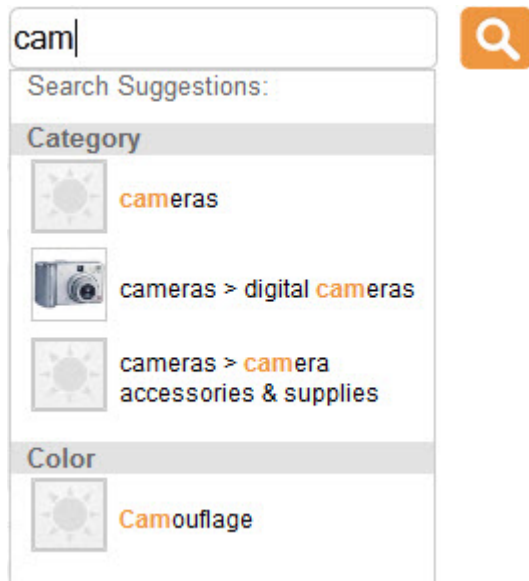 cam
Search Suggestions:
Category
cameras
cameras > digital cameras
cameras > camera
accessories & supplies
Color
Camouflage